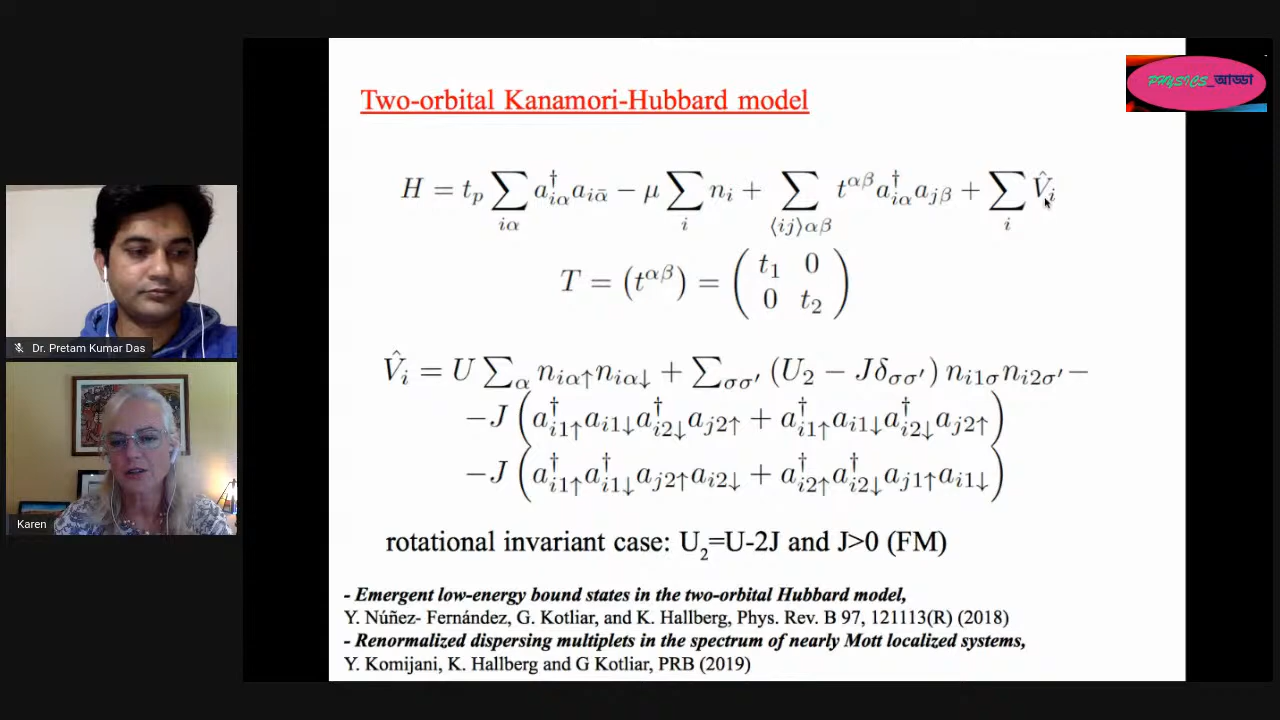 PHYSICS_আড্ডা
Two-orbital Kanamori-Hubbard model
H = t_p ∑_{iα} a†_{iα} a_{iᾱ} − μ ∑_i n_i + ∑_{⟨ij⟩αβ} t^{αβ} a†_{iα} a_{jβ} + ∑_i V̂_i
T = (t^{αβ}) = ( t_1 0
0 t_2 )
V̂_i = U ∑_α n_{iα↑} n_{iα↓} + ∑_{σσ'} (U_2 − Jδ_{σσ'}) n_{i1σ} n_{i2σ'} −
−J ( a†_{i1↑} a_{i1↓} a†_{i2↓} a_{j2↑} + a†_{i1↑} a_{i1↓} a†_{i2↓} a_{j2↑} )
−J ( a†_{i1↑} a†_{i1↓} a_{j2↑} a_{i2↓} + a†_{i2↑} a†_{i2↓} a_{j1↑} a_{i1↓} )
rotational invariant case: U_2=U-2J and J>0 (FM)
- Emergent low-energy bound states in the two-orbital Hubbard model,
Y. Núñez- Fernández, G. Kotliar, and K. Hallberg, Phys. Rev. B 97, 121113(R) (2018)
- Renormalized dispersing multiplets in the spectrum of nearly Mott localized systems,
Y. Komijani, K. Hallberg and G Kotliar, PRB (2019)
Dr. Pretam Kumar Das
Karen